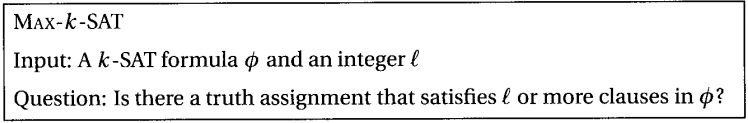 MAX-k-SAT
Input: A k-SAT formula ϕ and an integer ℓ
Question: Is there a truth assignment that satisfies ℓ or more clauses in ϕ?